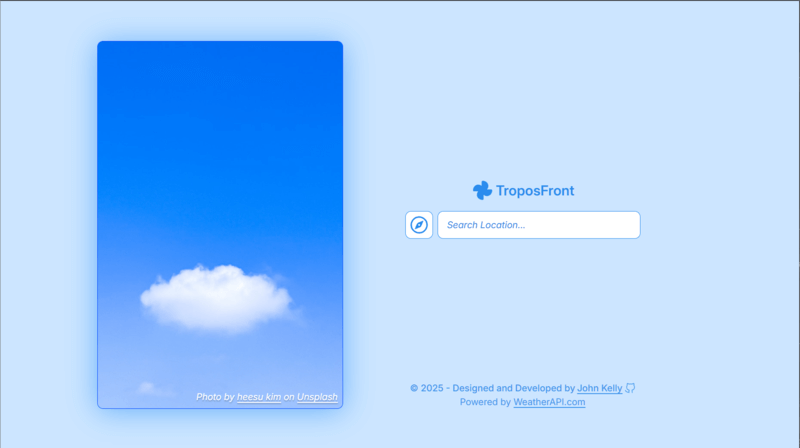 TroposFront
Search Location...
Photo by heesu kim on Unsplash
© 2025 - Designed and Developed by John Kelly
Powered by WeatherAPI.com